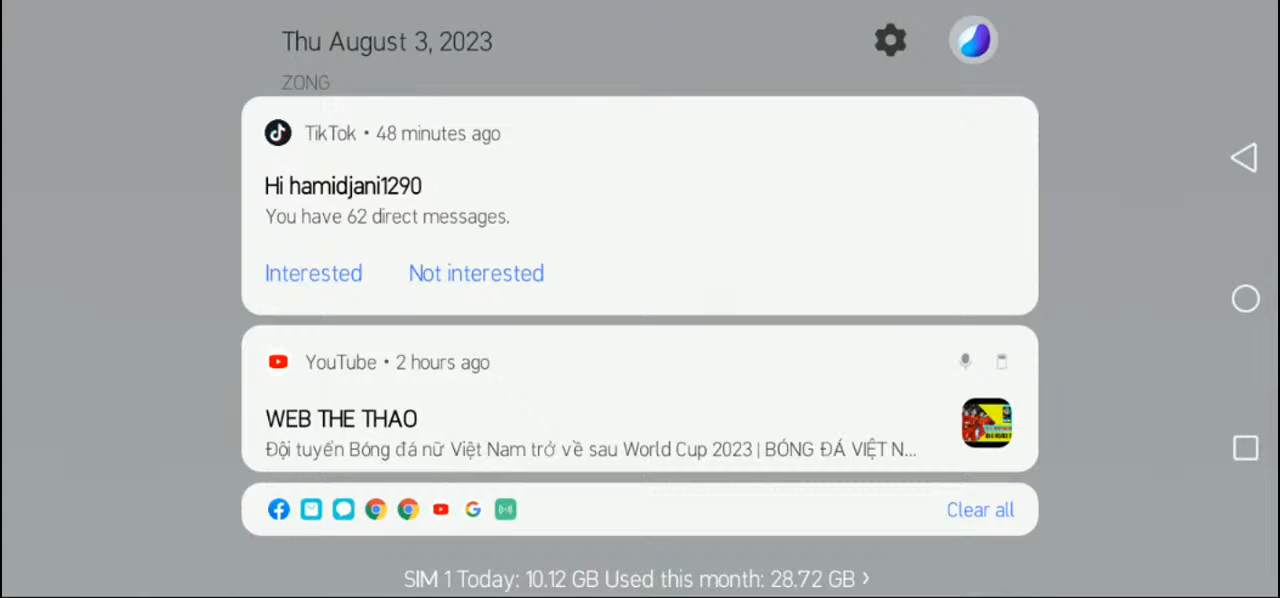 Thu August 3, 2023
ZONG
TikTok • 48 minutes ago
Hi hamidjani1290
You have 62 direct messages.
Interested Not interested
YouTube • 2 hours ago
WEB THE THAO
Đội tuyển Bóng đá nữ Việt Nam trở về sau World Cup 2023 | BÓNG ĐÁ VIỆT N...
Clear all
SIM 1 Today: 10.12 GB Used this month: 28.72 GB ›